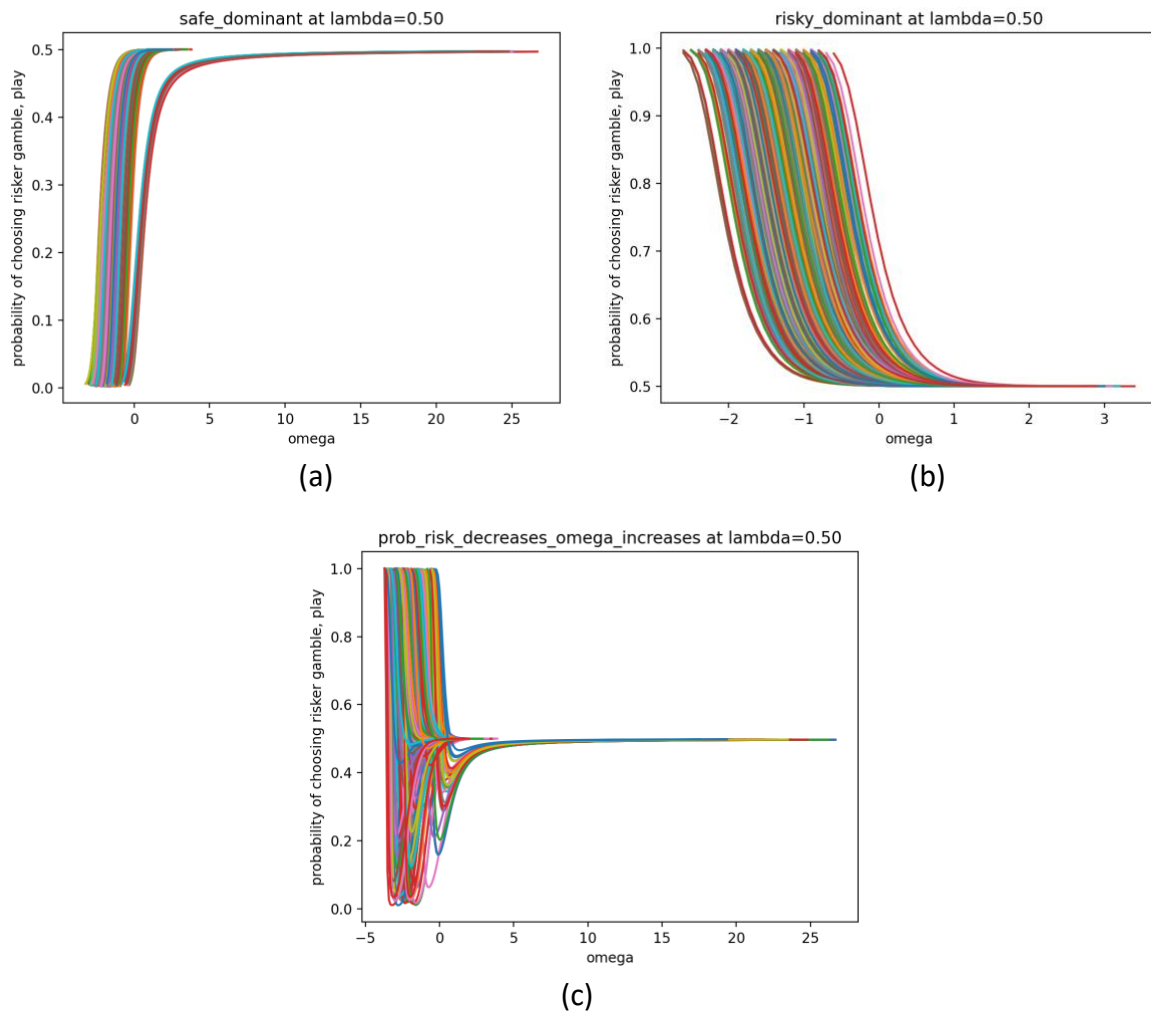 safe_dominant at lambda=0.50
probability of choosing risker gamble, play
0.5
0.4
0.3
0.2
0.1
0.0
0 5 10 15 20 25
omega
(a)
risky_dominant at lambda=0.50
probability of choosing risker gamble, play
1.0
0.9
0.8
0.7
0.6
0.5
−2 −1 0 1 2 3
omega
(b)
prob_risk_decreases_omega_increases at lambda=0.50
probability of choosing risker gamble, play
1.0
0.8
0.6
0.4
0.2
0.0
−5 0 5 10 15 20 25
omega
(c)